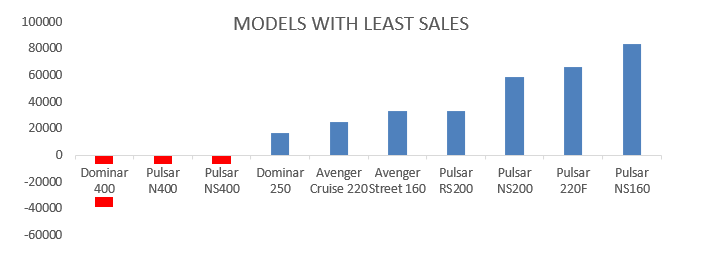 MODELS WITH LEAST SALES
100000
80000
60000
40000
20000
0
-20000
-40000
-60000
Dominar 400
Pulsar N400
Pulsar NS400
Dominar 250
Avenger Cruise 220
Avenger Street 160
Pulsar RS200
Pulsar NS200
Pulsar 220F
Pulsar NS160